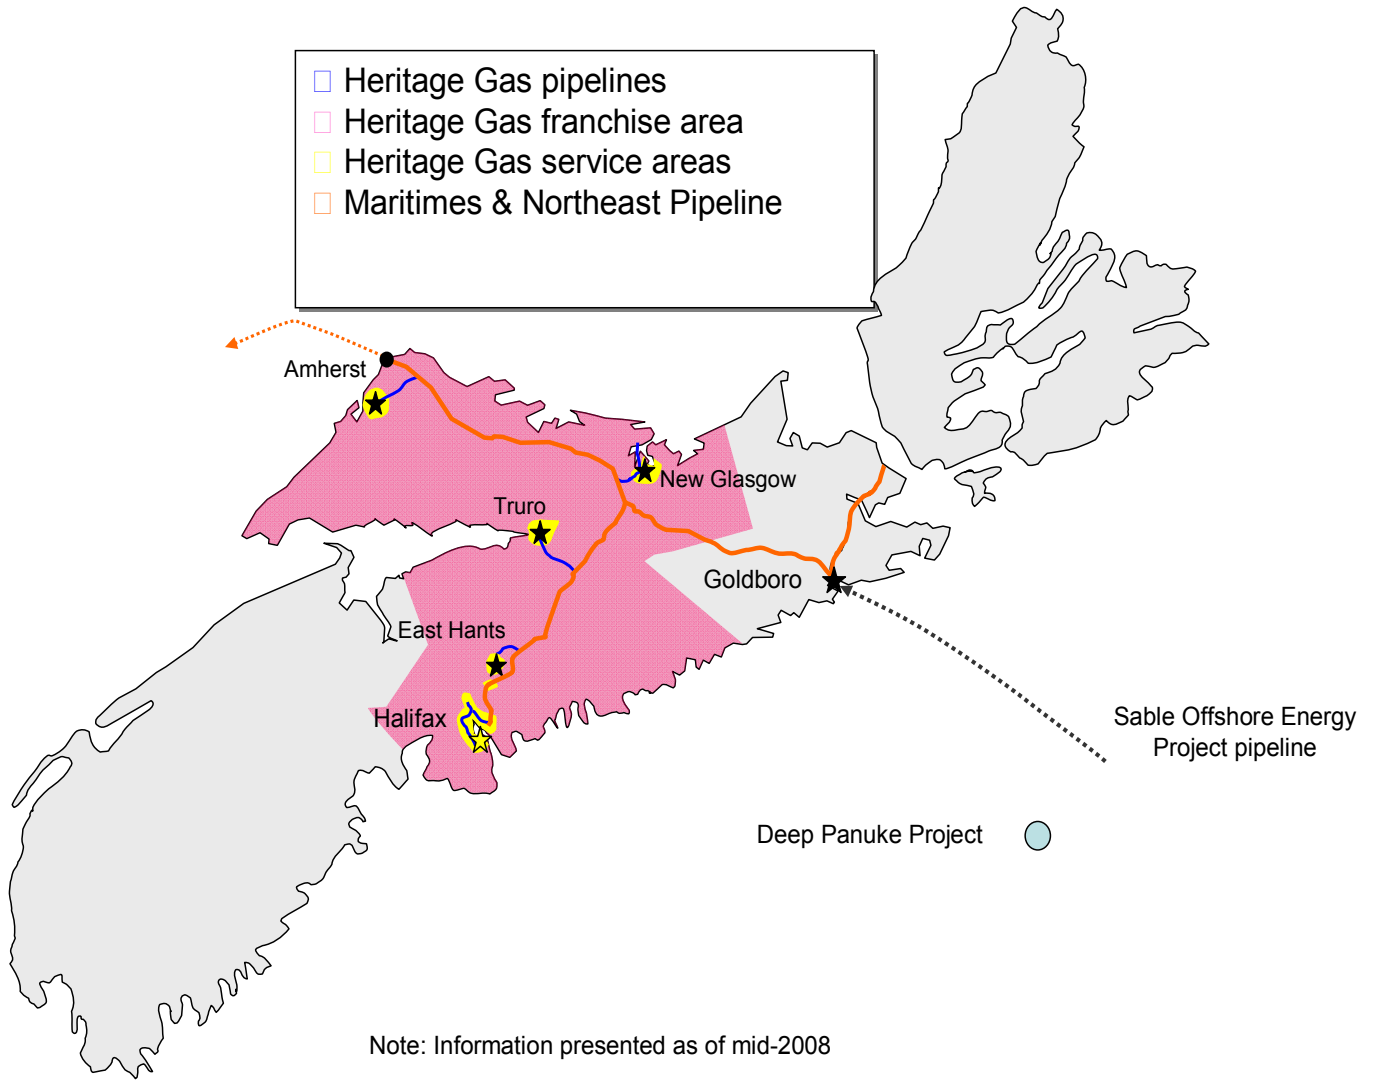 Heritage Gas pipelines
Heritage Gas franchise area
Heritage Gas service areas
Maritimes & Northeast Pipeline
Amherst
New Glasgow
Truro
Goldboro
East Hants
Halifax
Sable Offshore Energy
Project pipeline
Deep Panuke Project
Note: Information presented as of mid-2008